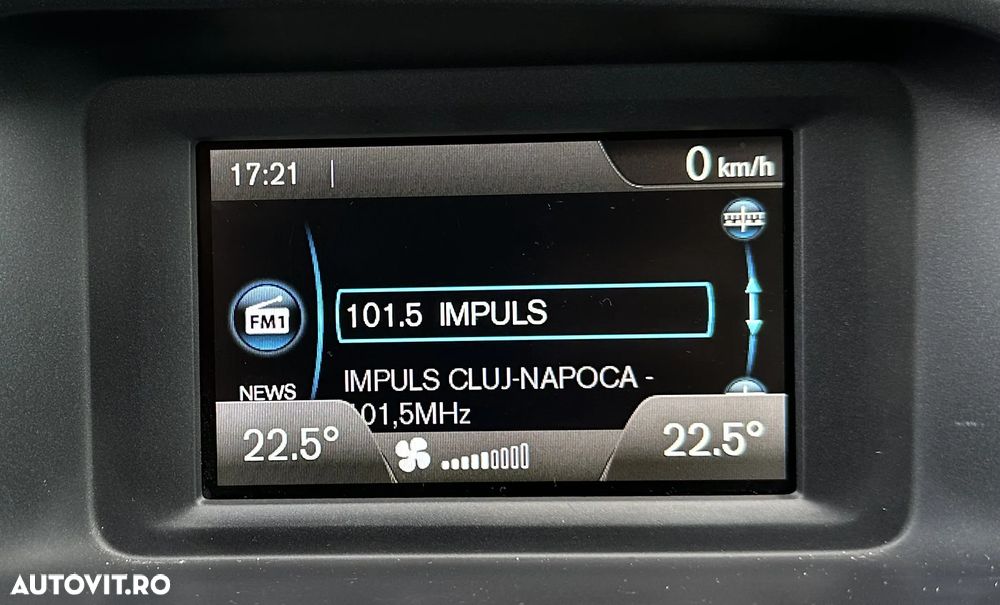 17:21
0 km/h
FM1
101.5 IMPULS
IMPULS CLUJ-NAPOCA -
01,5MHz
NEWS
22.5°
22.5°
AUTOVIT.RO